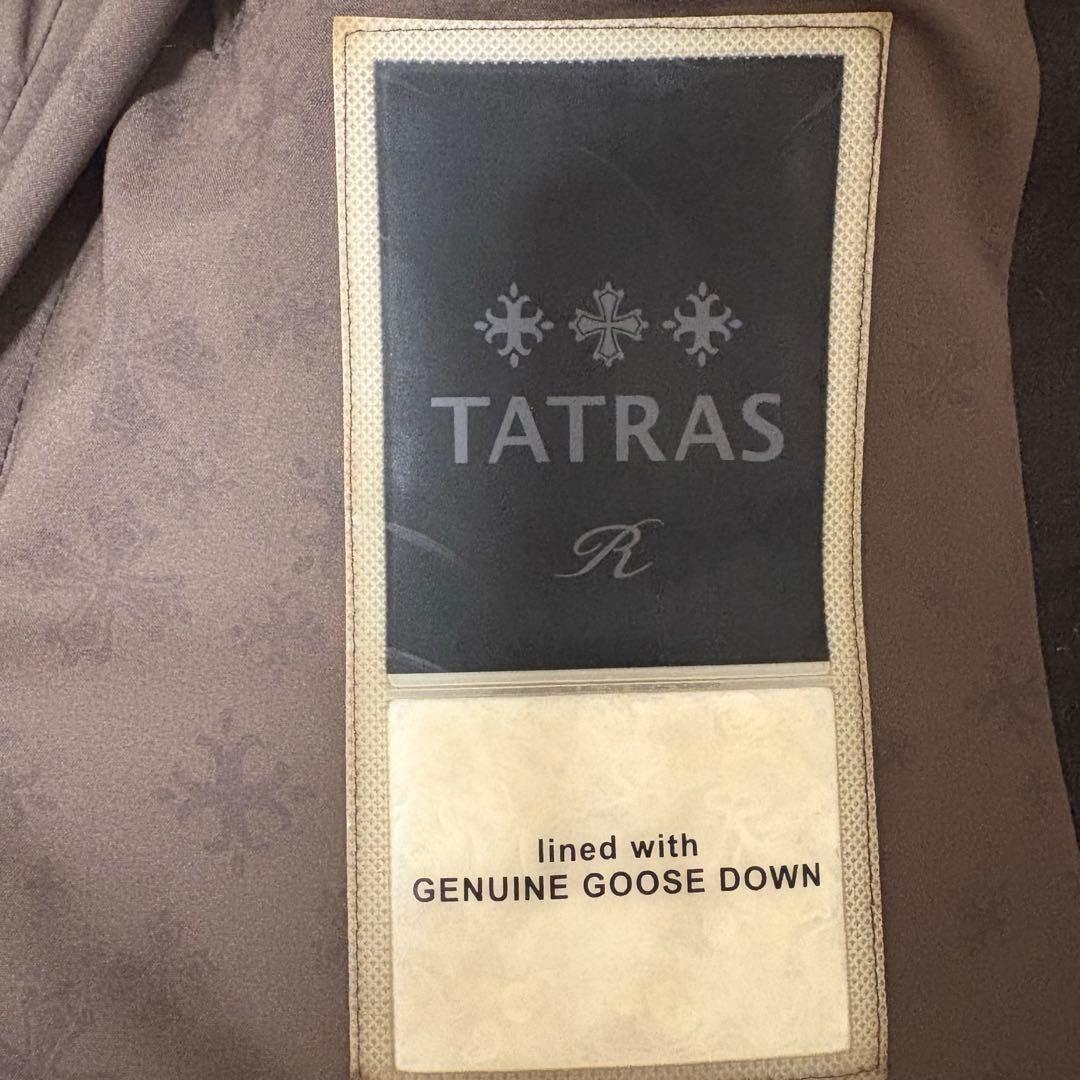 TATRAS
R
lined with
GENUINE GOOSE DOWN